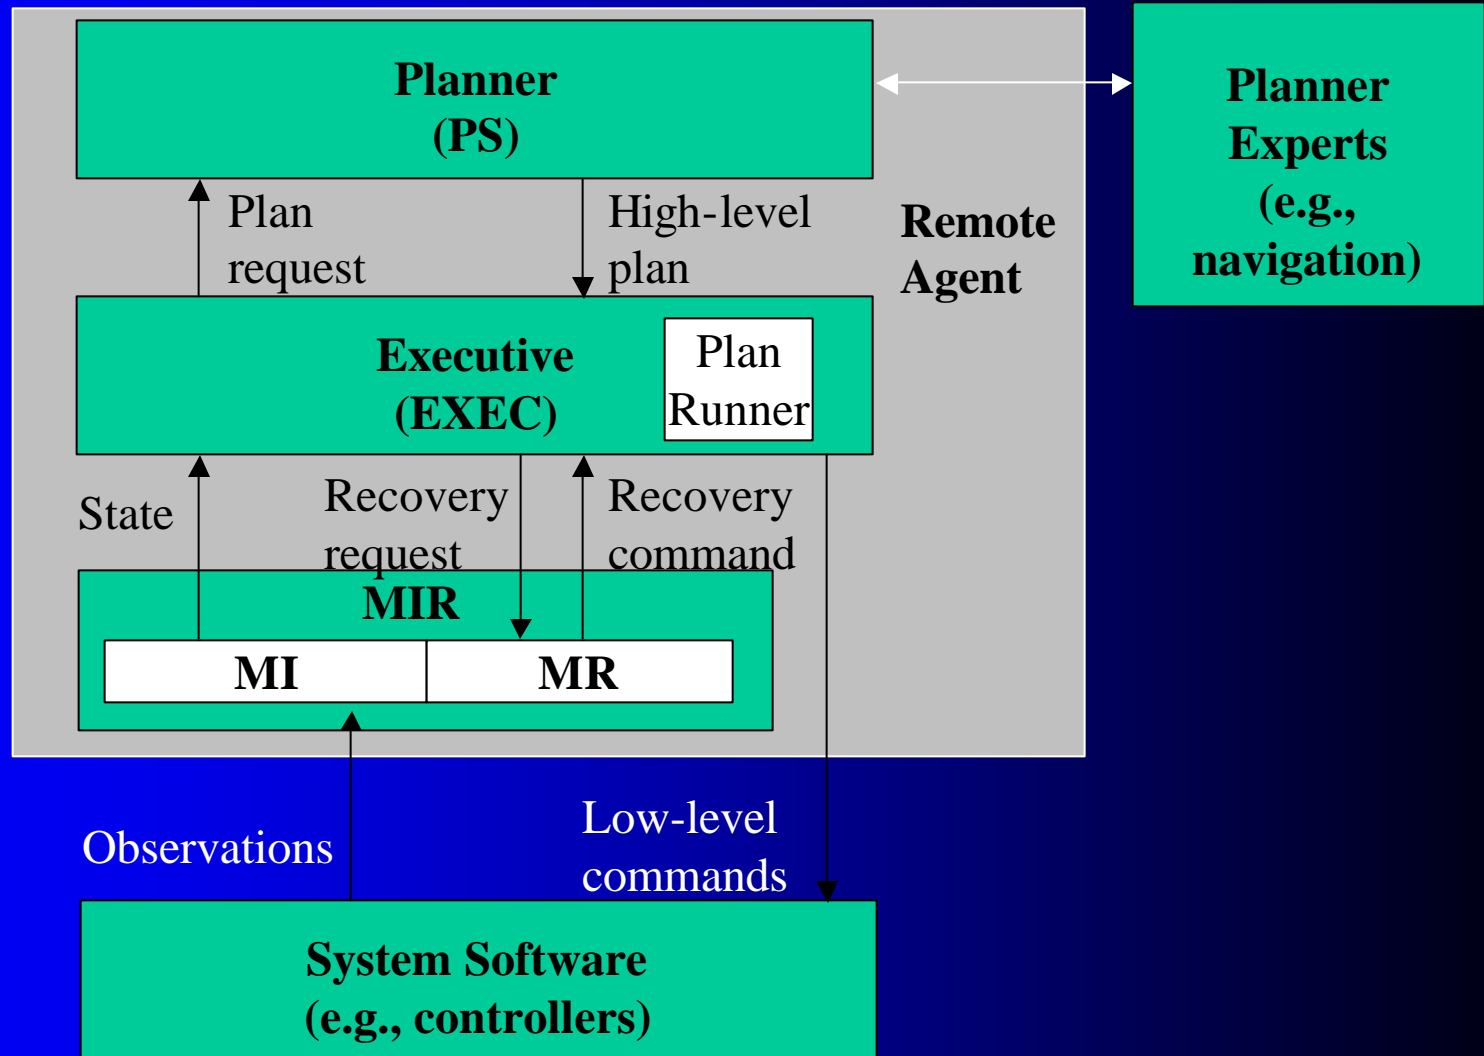 Planner
(PS)
Planner
Experts
(e.g.,
navigation)
Plan
request
High-level
plan
Remote
Agent
Executive
(EXEC)
Plan
Runner
State
Recovery
request
Recovery
command
MIR
MI
MR
Observations
Low-level
commands
System Software
(e.g., controllers)